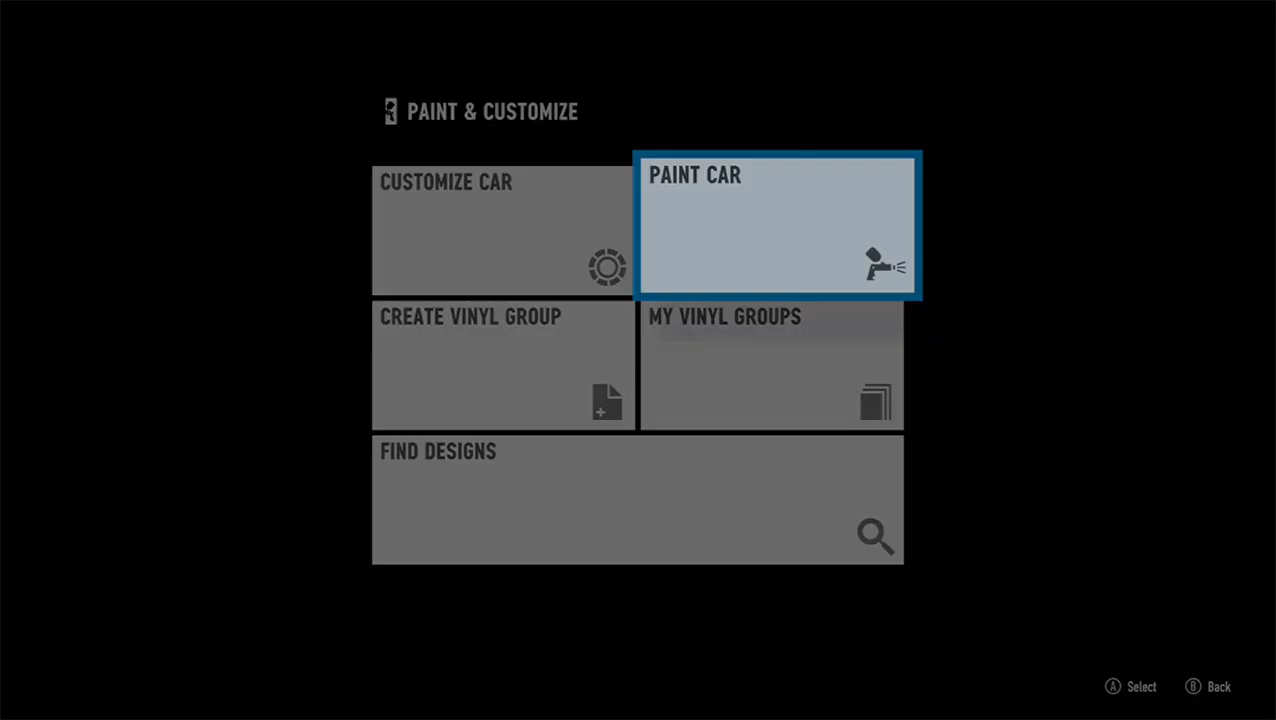 PAINT & CUSTOMIZE
CUSTOMIZE CAR
PAINT CAR
CREATE VINYL GROUP
MY VINYL GROUPS
FIND DESIGNS
A Select B Back